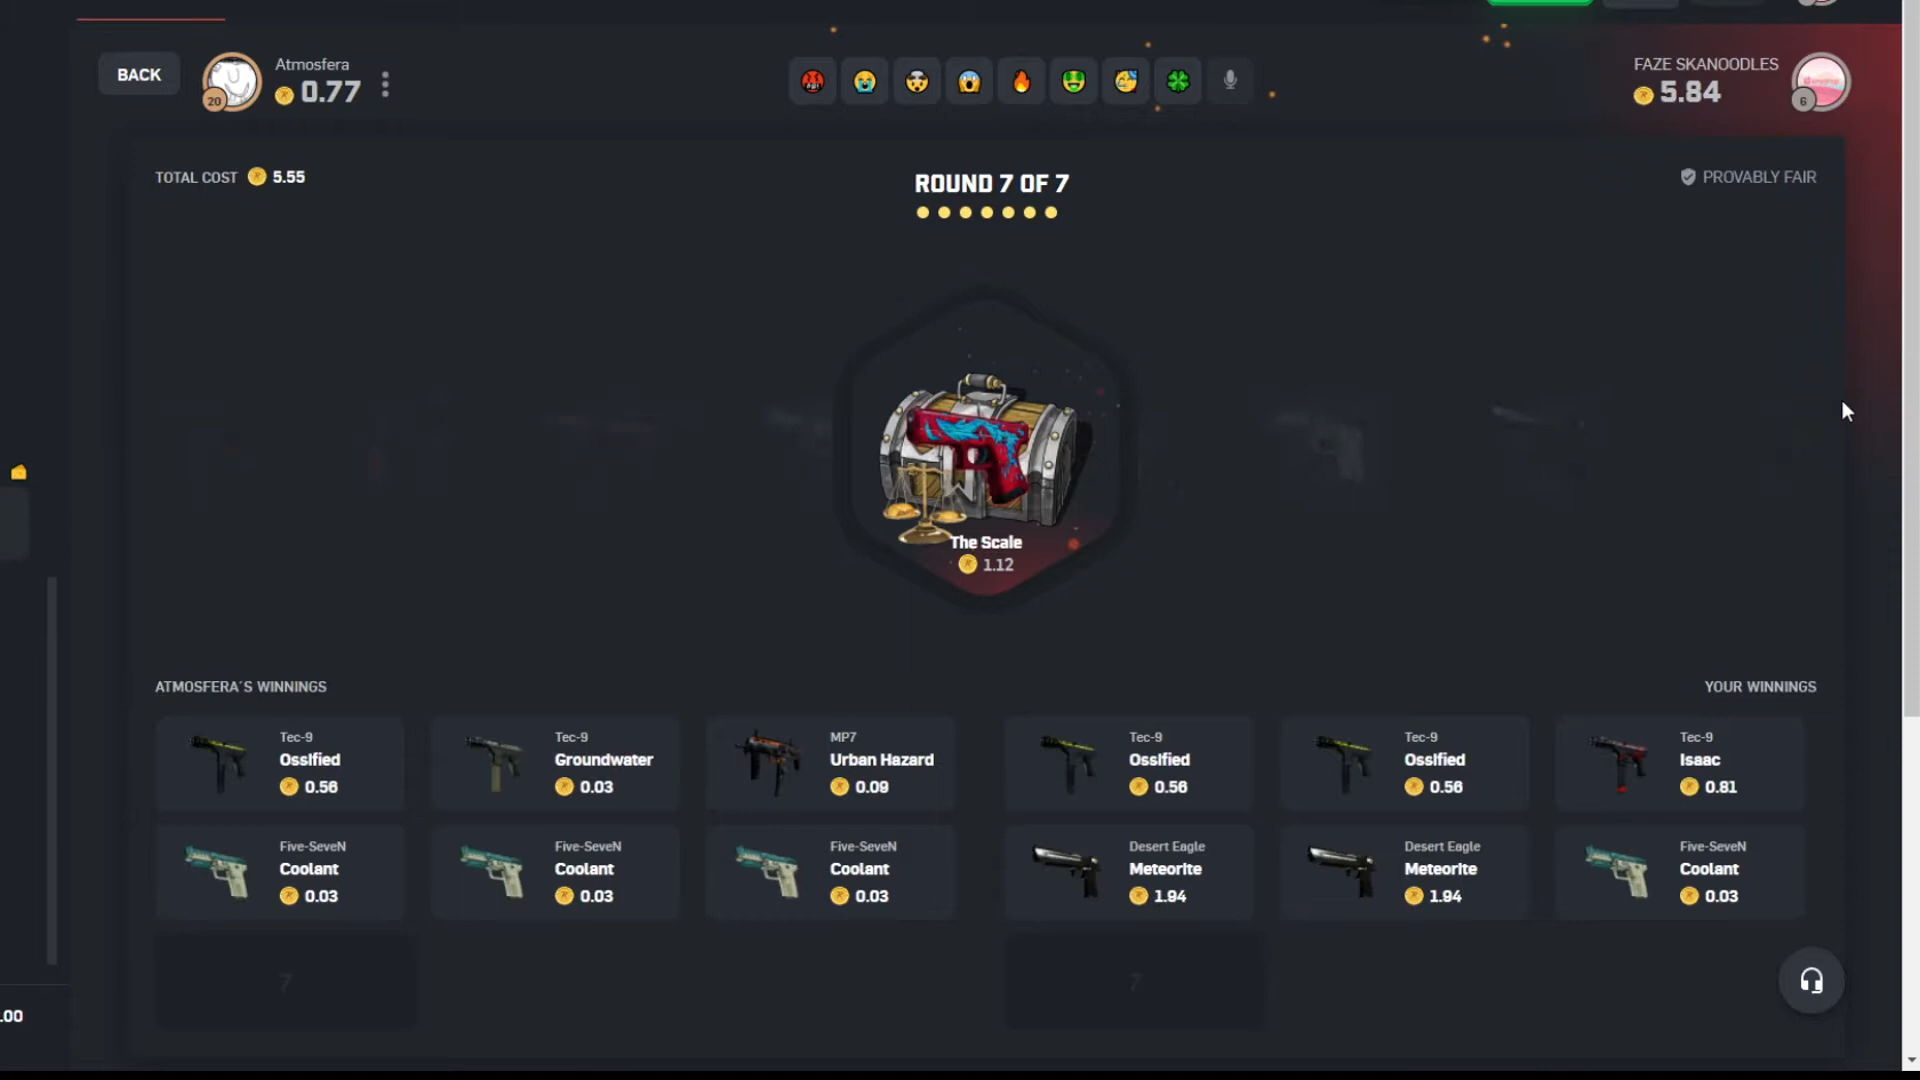 BACK
Atmosfera
20
0.77
FAZE SKANOODLES
5.84
6
TOTAL COST 5.55
ROUND 7 OF 7
PROVABLY FAIR
The Scale
1.12
ATMOSFERA'S WINNINGS
YOUR WINNINGS
Tec-9
Ossified
0.56
Tec-9
Groundwater
0.03
MP7
Urban Hazard
0.09
Tec-9
Ossified
0.56
Tec-9
Ossified
0.56
Tec-9
Isaac
0.81
Five-SeveN
Coolant
0.03
Five-SeveN
Coolant
0.03
Five-SeveN
Coolant
0.03
Desert Eagle
Meteorite
1.94
Desert Eagle
Meteorite
1.94
Five-SeveN
Coolant
0.03
7
7
.00